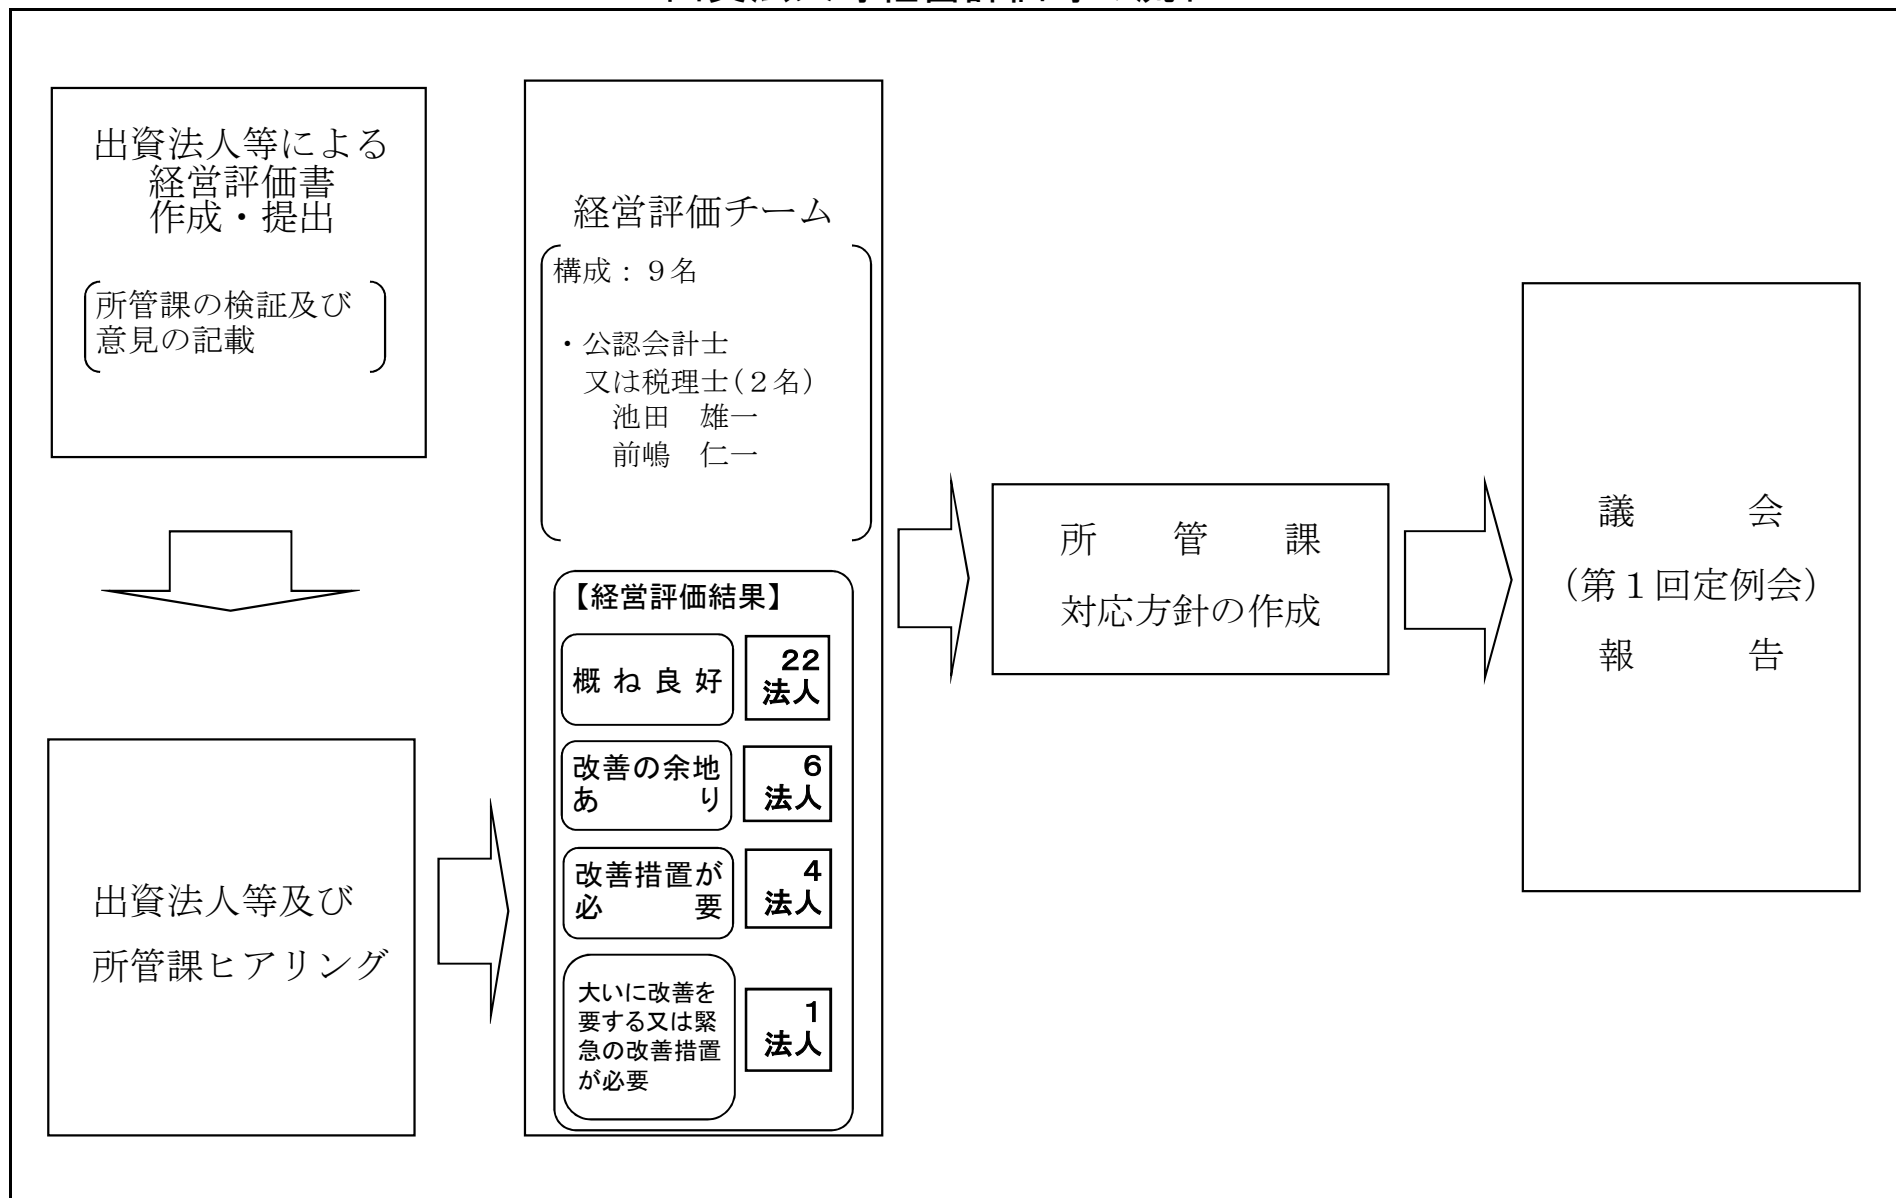 出資法人等による
経営評価書
作成・提出
所管課の検証及び
意見の記載
出資法人等及び
所管課ヒアリング
経営評価チーム
構成：９名
・公認会計士
又は税理士（２名）
池田　雄一
前嶋　仁一
【経営評価結果】
概ね良好
22
法人
改善の余地
あり
6
法人
改善措置が
必要
4
法人
大いに改善を
要する又は緊
急の改善措置
が必要
1
法人
所管課
対応方針の作成
議会
（第１回定例会）
報告